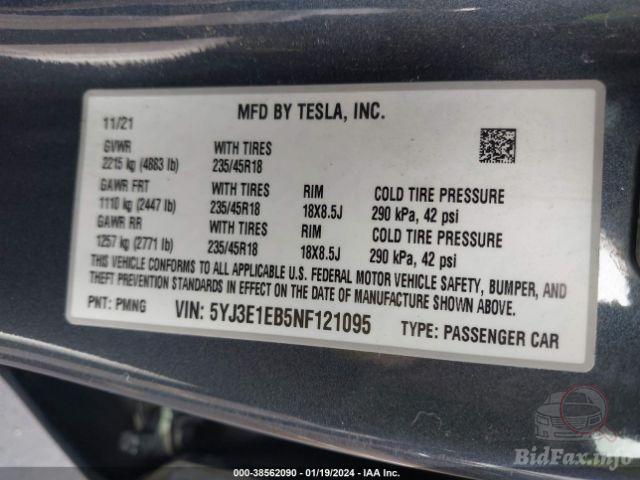 MFD BY TESLA, INC.
11/21
GVWR WITH TIRES
2215 kg (4883 lb) 235/45R18
GAWR FRT WITH TIRES RIM COLD TIRE PRESSURE
1110 kg (2447 lb) 235/45R18 18X8.5J 290 kPa, 42 psi
GAWR RR WITH TIRES RIM COLD TIRE PRESSURE
1257 kg (2771 lb) 235/45R18 18X8.5J 290 kPa, 42 psi
THIS VEHICLE CONFORMS TO ALL APPLICABLE U.S. FEDERAL MOTOR VEHICLE SAFETY, BUMPER, AND
THEFT PREVENTION STANDARDS IN EFFECT ON THE DATE OF MANUFACTURE SHOWN ABOVE.
PNT: PMNG VIN: 5YJ3E1EB5NF121095 TYPE: PASSENGER CAR
BidFax.info
000-38562090 - 01/19/2024 - IAA Inc.